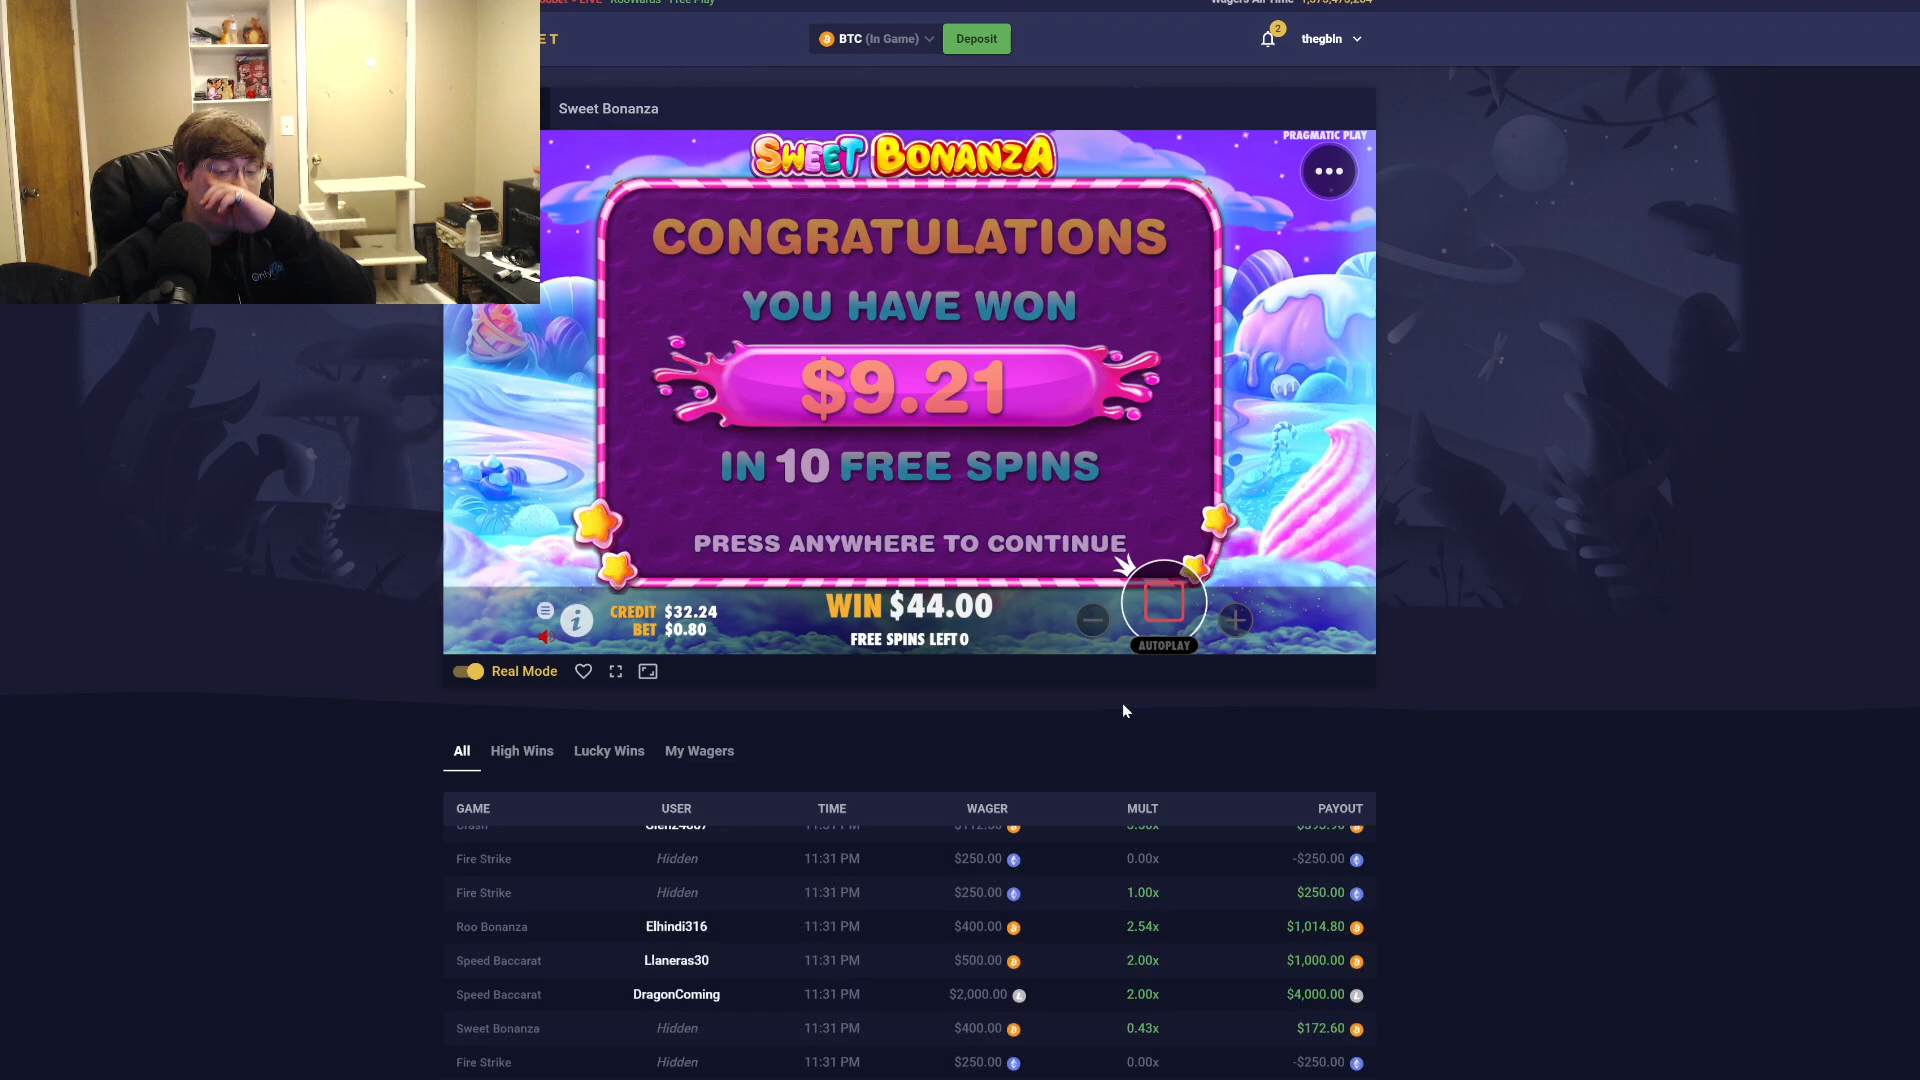 RooWards Free Play
Wagers All Time
ET
BTC (In Game)
Deposit
2
thegbln
Sweet Bonanza
PRAGMATIC PLAY
SWEET BONANZA
CONGRATULATIONS
YOU HAVE WON
$9.21
IN 10 FREE SPINS
PRESS ANYWHERE TO CONTINUE
CREDIT $32.24
BET $0.80
WIN $44.00
FREE SPINS LEFT 0
AUTOPLAY
Real Mode
All High Wins Lucky Wins My Wagers
GAME USER TIME WAGER MULT PAYOUT
Fire Strike Hidden 11:31 PM $250.00 0.00x -$250.00
Fire Strike Hidden 11:31 PM $250.00 1.00x $250.00
Roo Bonanza Elhindi316 11:31 PM $400.00 2.54x $1,014.80
Speed Baccarat Llaneras30 11:31 PM $500.00 2.00x $1,000.00
Speed Baccarat DragonComing 11:31 PM $2,000.00 2.00x $4,000.00
Sweet Bonanza Hidden 11:31 PM $400.00 0.43x $172.60
Fire Strike Hidden 11:31 PM $250.00 0.00x -$250.00